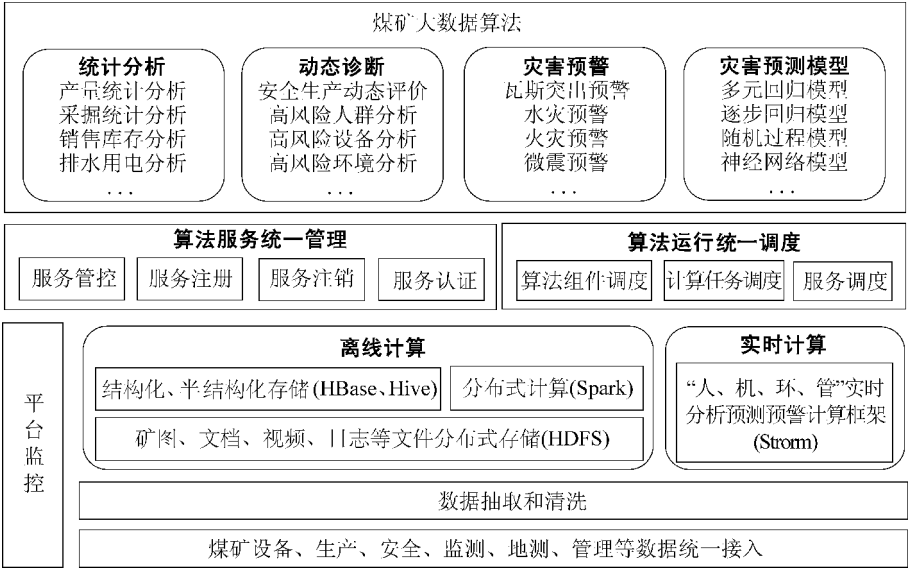 煤矿大数据算法
统计分析
产量统计分析
采掘统计分析
销售库存分析
排水用电分析
...
动态诊断
安全生产动态评价
高风险人群分析
高风险设备分析
高风险环境分析
...
灾害预警
瓦斯突出预警
水灾预警
火灾预警
微震预警
...
灾害预测模型
多元回归模型
逐步回归模型
随机过程模型
神经网络模型
...
算法服务统一管理
服务管控
服务注册
服务注销
服务认证
算法运行统一调度
算法组件调度
计算任务调度
服务调度
平台监控
离线计算
结构化、半结构化存储(HBase、Hive)
分布式计算(Spark)
矿图、文档、视频、日志等文件分布式存储(HDFS)
实时计算
“人、机、环、管”实时
分析预测预警计算框架
(Strorm)
数据抽取和清洗
煤矿设备、生产、安全、监测、地测、管理等数据统一接入